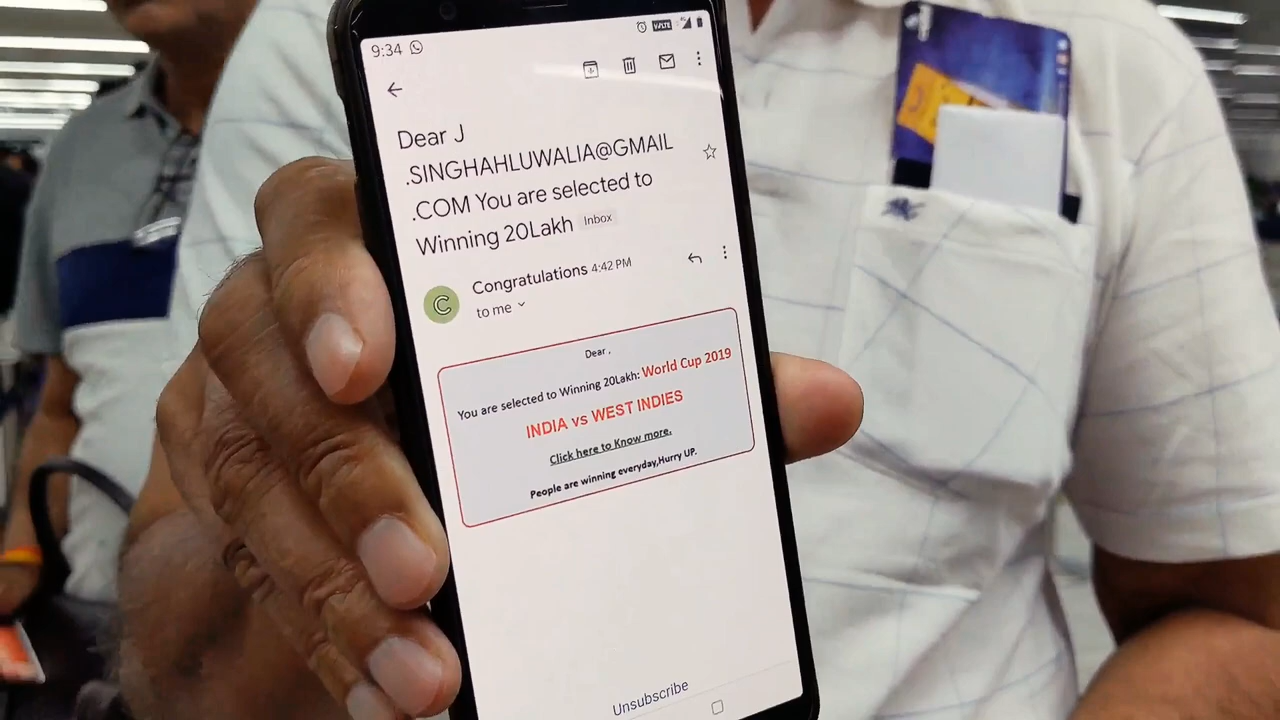 9:34
VoLTE
Dear J
.SINGHAHLUWALIA@GMAIL
.COM You are selected to
Winning 20Lakh Inbox
Congratulations 4:42 PM
C
to me
Dear ,
You are selected to Winning 20Lakh: World Cup 2019
INDIA vs WEST INDIES
Click here to Know more.
People are winning everyday,Hurry UP.
Unsubscribe